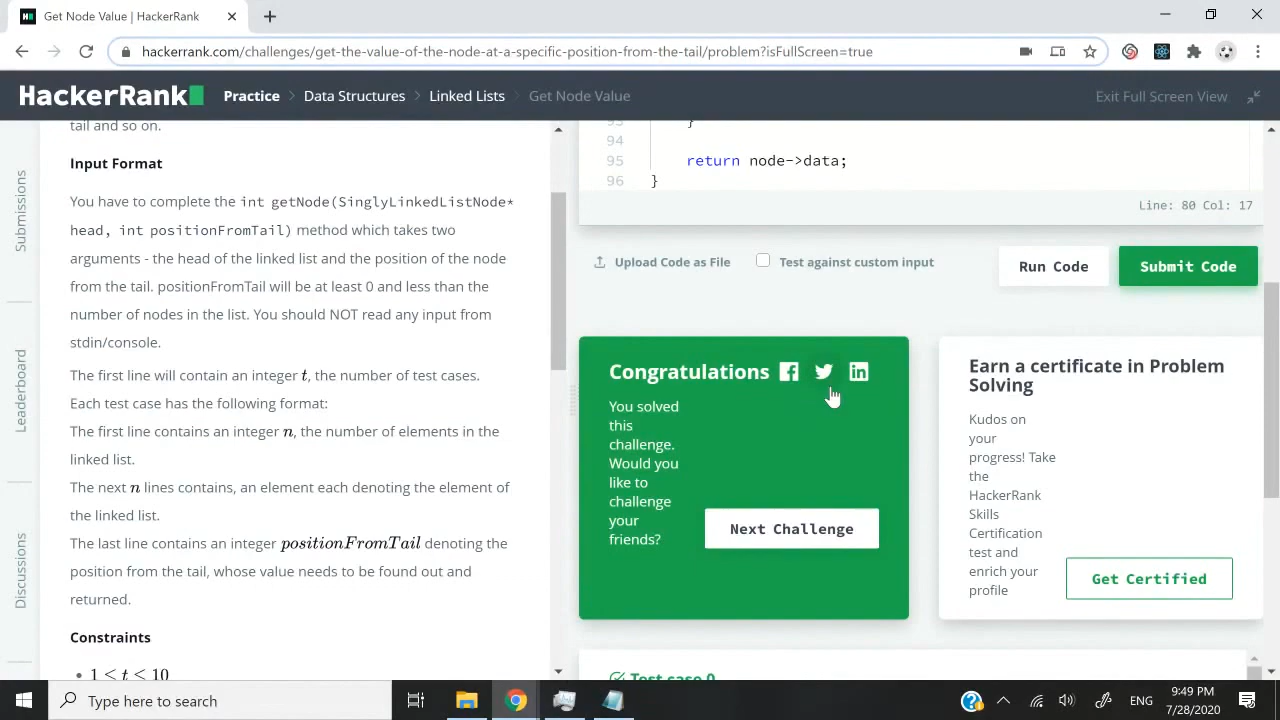 Get Node Value | HackerRank
hackerrank.com/challenges/get-the-value-of-the-node-at-a-specific-position-from-the-tail/problem?isFullScreen=true
HackerRank
Practice > Data Structures > Linked Lists > Get Node Value
Exit Full Screen View
Submissions
Leaderboard
Discussions
tail and so on.
Input Format
You have to complete the int getNode(SinglyLinkedListNode*
head, int positionFromTail) method which takes two
arguments - the head of the linked list and the position of the node
from the tail. positionFromTail will be at least 0 and less than the
number of nodes in the list. You should NOT read any input from
stdin/console.
The first line will contain an integer t, the number of test cases.
Each test case has the following format:
The first line contains an integer n, the number of elements in the
linked list.
The next n lines contains, an element each denoting the element of
the linked list.
The last line contains an integer positionFromTail denoting the
position from the tail, whose value needs to be found out and
returned.
Constraints
• 1 ≤ t ≤ 10
93 }
94
95 return node->data;
96 }
Line: 80 Col: 17
Upload Code as File
Test against custom input
Run Code
Submit Code
Congratulations
You solved
this
challenge.
Would you
like to
challenge
your
friends?
Next Challenge
Earn a certificate in Problem
Solving
Kudos on
your
progress! Take
the
HackerRank
Skills
Certification
test and
enrich your
profile
Get Certified
Test case 0
Type here to search
ENG
9:49 PM
7/28/2020